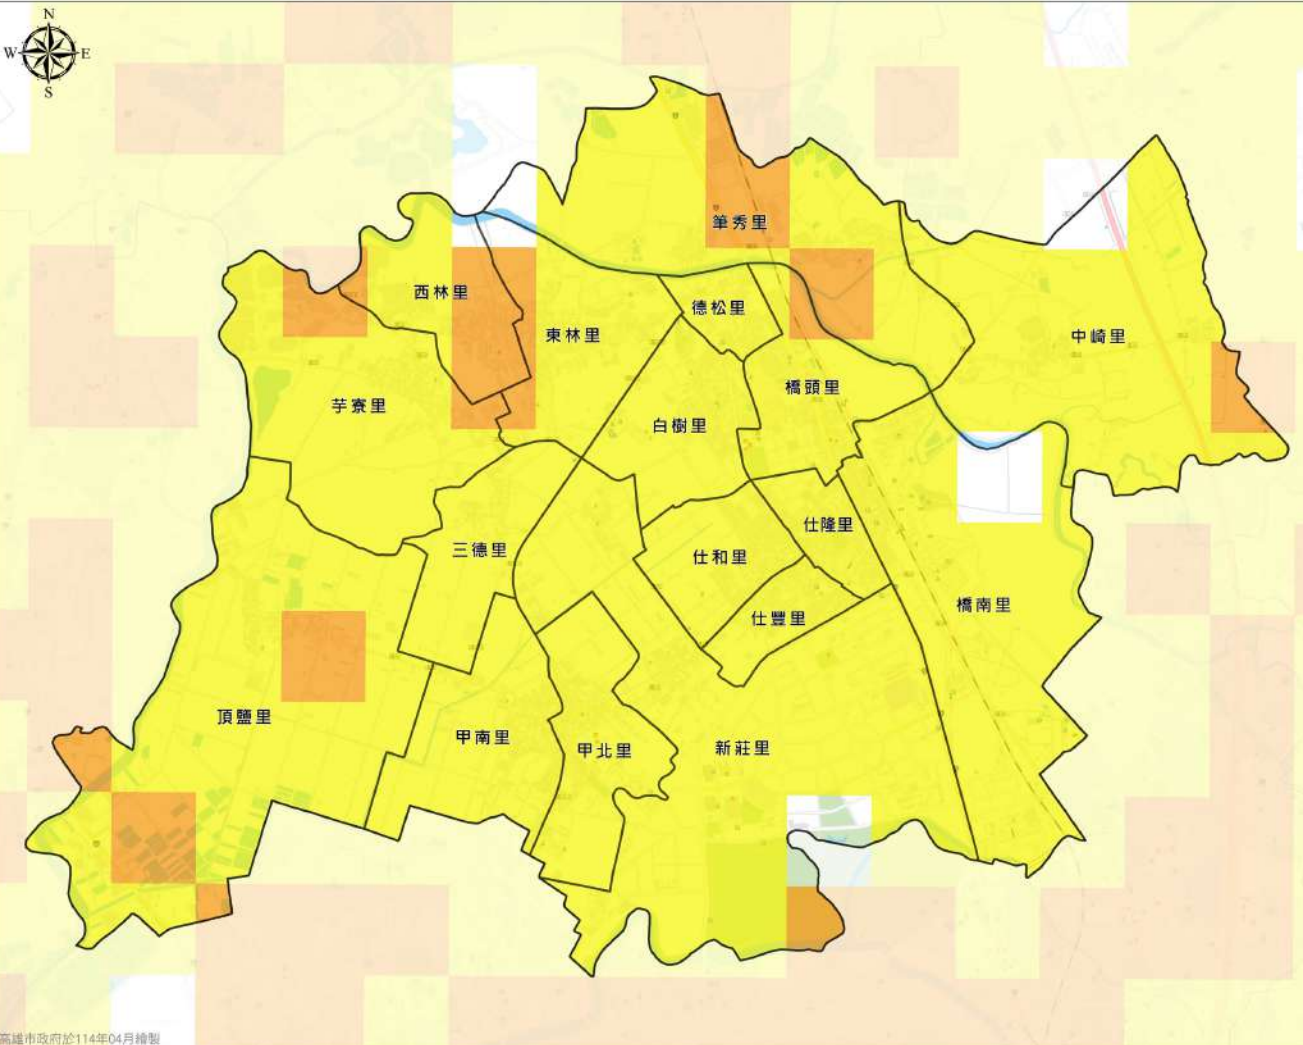 N
W E
S
筆秀里
西林里
德松里
東林里
中崎里
橋頭里
芋寮里
白樹里
仕隆里
三德里
仕和里
橋南里
仕豐里
頂鹽里
甲南里
甲北里
新莊里
高雄市政府於114年04月繪製